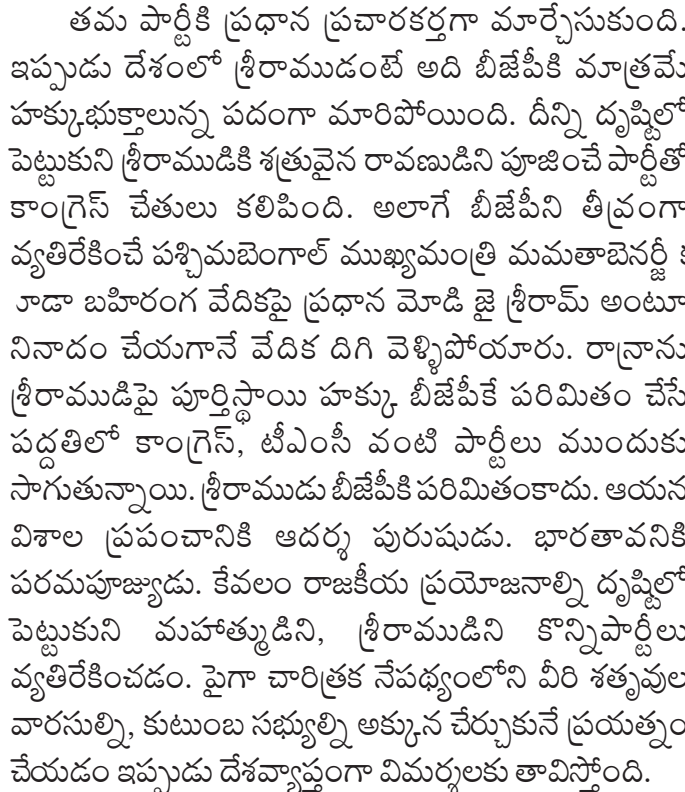 తమ పార్టీకి ప్రధాన ప్రచారకర్తగా మార్చేసుకుంది.
ఇప్పుడు దేశంలో శ్రీరాముడంటే అది బీజేపీకి మాత్రమే
హక్కుభుక్తాలున్న పదంగా మారిపోయింది. దీన్ని దృష్టిలో
పెట్టుకుని శ్రీరాముడికి శత్రువైన రావణుడిని పూజించే పార్టీతో
కాంగ్రెస్ చేతులు కలిపింది. అలాగే బీజేపీని తీవ్రంగా
వ్యతిరేకించే పశ్చిమబెంగాల్ ముఖ్యమంత్రి మమతాబెనర్జీ క
ూడా బహిరంగ వేదికపై ప్రధాన మోడి జై శ్రీరామ్ అంటూ
నినాదం చేయగానే వేదిక దిగి వెళ్ళిపోయారు. రాన్రాను
శ్రీరాముడిపై పూర్తిస్థాయి హక్కు బీజేపీకే పరిమితం చేసే
పద్దతిలో కాంగ్రెస్, టీఎంసీ వంటి పార్టీలు ముందుకు
సాగుతున్నాయి. శ్రీరాముడు బీజేపీకి పరిమితంకాదు. ఆయన
విశాల ప్రపంచానికి ఆదర్శ పురుషుడు. భారతావనికి
పరమపూజ్యుడు. కేవలం రాజకీయ ప్రయోజనాల్ని దృష్టిలో
పెట్టుకుని మహాత్ముడిని, శ్రీరాముడిని కొన్నిపార్టీలు
వ్యతిరేకించడం. పైగా చారిత్రక నేపథ్యంలోని వీరి శతృవుల
వారసుల్ని, కుటుంబ సభ్యుల్ని అక్కున చేర్చుకునే ప్రయత్నం
చేయడం ఇప్పుడు దేశవ్యాప్తంగా విమర్శలకు తావిస్తోంది.